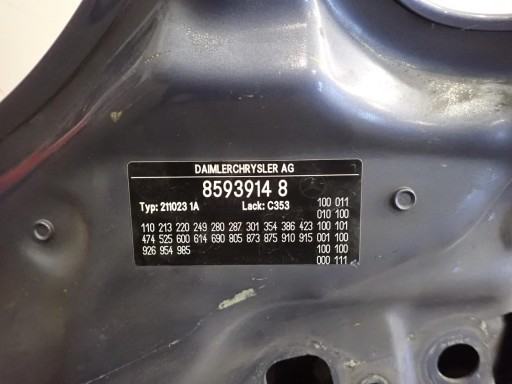 DAIMLERCHRYSLER AG
8593914 8
Typ: 211023 1A Lack: C353
100 011
010 100
110 213 220 249 280 287 301 354 386 423 100 101
474 525 600 614 690 805 873 875 910 915 001 100
926 954 985 100 100
000 111